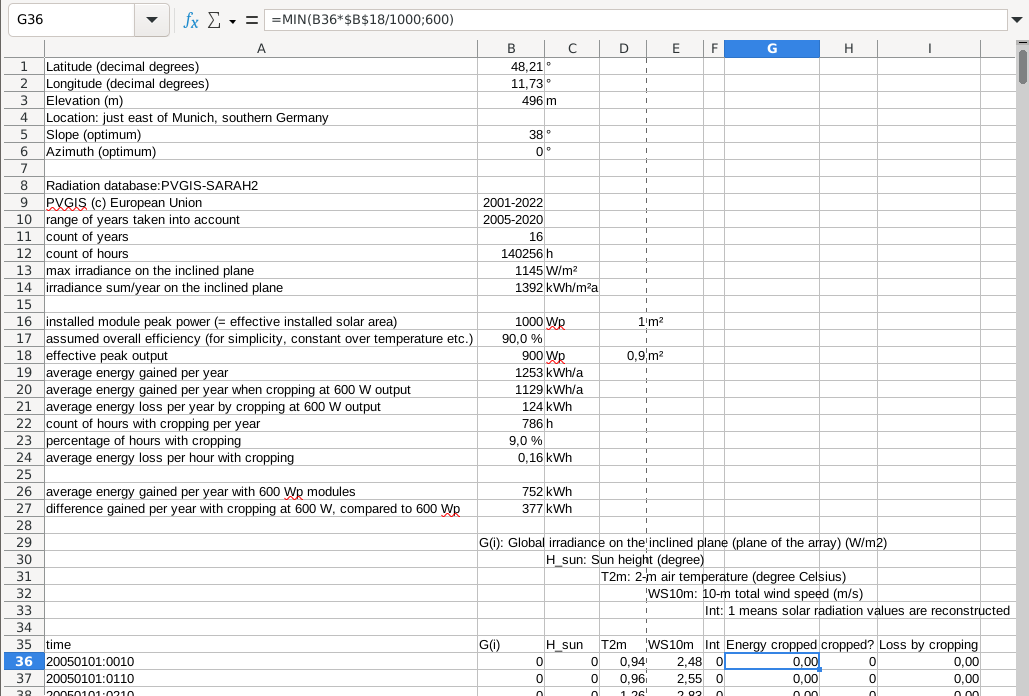 G36 =MIN(B36*$B$18/1000;600)
A B C D E F G H I
1 Latitude (decimal degrees) 48,21 °
2 Longitude (decimal degrees) 11,73 °
3 Elevation (m) 496 m
4 Location: just east of Munich, southern Germany
5 Slope (optimum) 38 °
6 Azimuth (optimum) 0 °
7
8 Radiation database:PVGIS-SARAH2
9 PVGIS (c) European Union 2001-2022
10 range of years taken into account 2005-2020
11 count of years 16
12 count of hours 140256 h
13 max irradiance on the inclined plane 1145 W/m²
14 irradiance sum/year on the inclined plane 1392 kWh/m²a
15
16 installed module peak power (= effective installed solar area) 1000 Wp 1 m²
17 assumed overall efficiency (for simplicity, constant over temperature etc.) 90,0 %
18 effective peak output 900 Wp 0,9 m²
19 average energy gained per year 1253 kWh/a
20 average energy gained per year when cropping at 600 W output 1129 kWh/a
21 average energy loss per year by cropping at 600 W output 124 kWh
22 count of hours with cropping per year 786 h
23 percentage of hours with cropping 9,0 %
24 average energy loss per hour with cropping 0,16 kWh
25
26 average energy gained per year with 600 Wp modules 752 kWh
27 difference gained per year with cropping at 600 W, compared to 600 Wp 377 kWh
28
29 G(i): Global irradiance on the inclined plane (plane of the array) (W/m2)
30 H_sun: Sun height (degree)
31 T2m: 2-m air temperature (degree Celsius)
32 WS10m: 10-m total wind speed (m/s)
33 Int: 1 means solar radiation values are reconstructed
34
35 time G(i) H_sun T2m WS10m Int Energy cropped cropped? Loss by cropping
36 20050101:0010 0 0 0,94 2,48 0 0,00 0 0,00
37 20050101:0110 0 0 0,96 2,55 0 0,00 0 0,00
38 20050101:0210 0 0 1,26 2,83 0 0,00 0 0,00